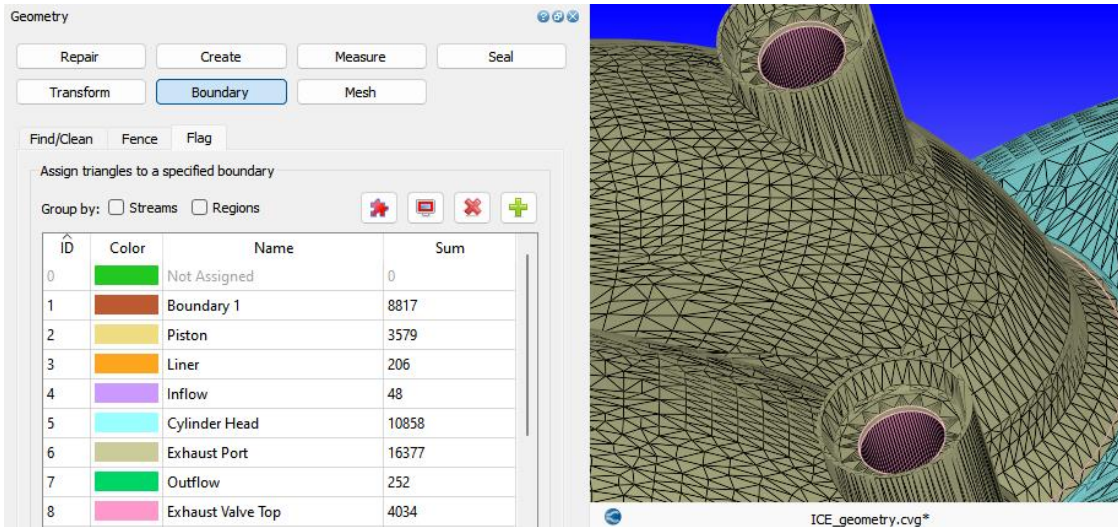 Geometry
Repair Create Measure Seal
Transform Boundary Mesh
Find/Clean Fence Flag
Assign triangles to a specified boundary
Group by: Streams Regions
ID Color Name Sum
0 Not Assigned 0
1 Boundary 1 8817
2 Piston 3579
3 Liner 206
4 Inflow 48
5 Cylinder Head 10858
6 Exhaust Port 16377
7 Outflow 252
8 Exhaust Valve Top 4034
ICE_geometry.cvg*